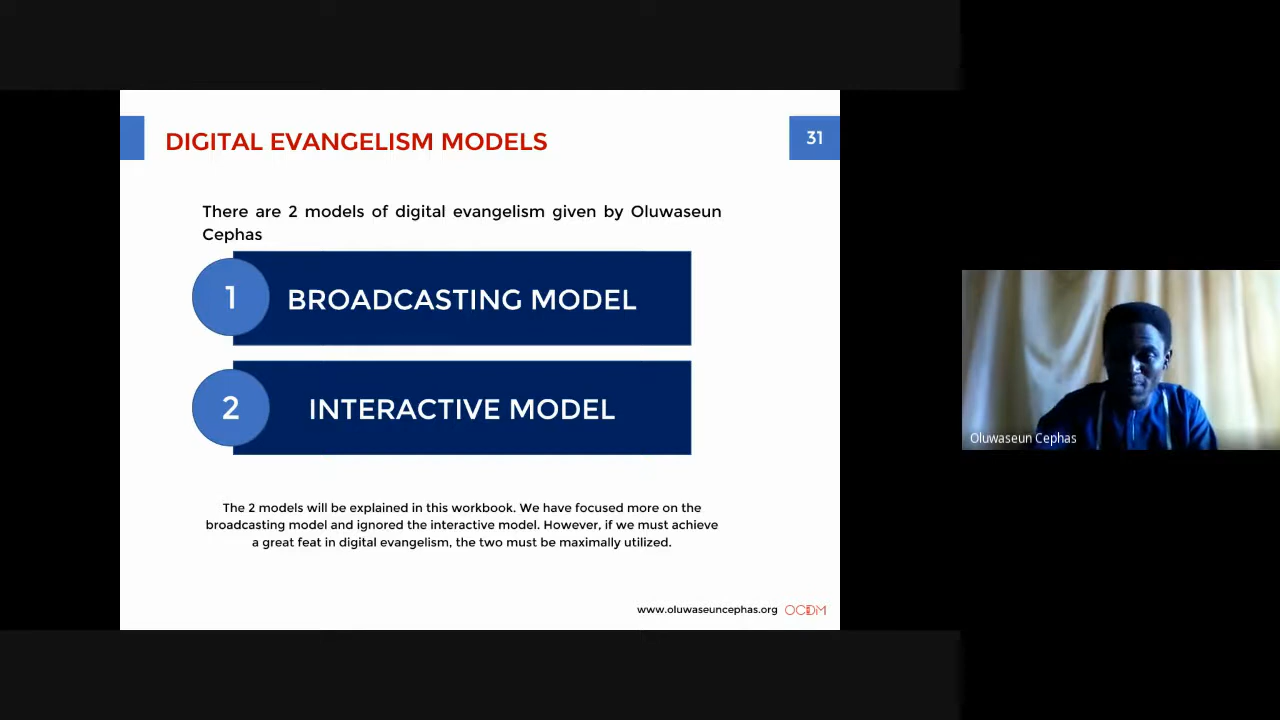 DIGITAL EVANGELISM MODELS
31
There are 2 models of digital evangelism given by Oluwaseun
Cephas
1
BROADCASTING MODEL
2
INTERACTIVE MODEL
The 2 models will be explained in this workbook. We have focused more on the
broadcasting model and ignored the interactive model. However, if we must achieve
a great feat in digital evangelism, the two must be maximally utilized.
www.oluwaseuncephas.org
OCDM
Oluwaseun Cephas